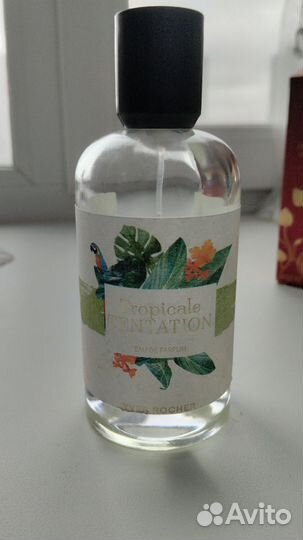 Tropicale
TENTATION
EAU DE PARFUM
YVES ROCHER
Avito